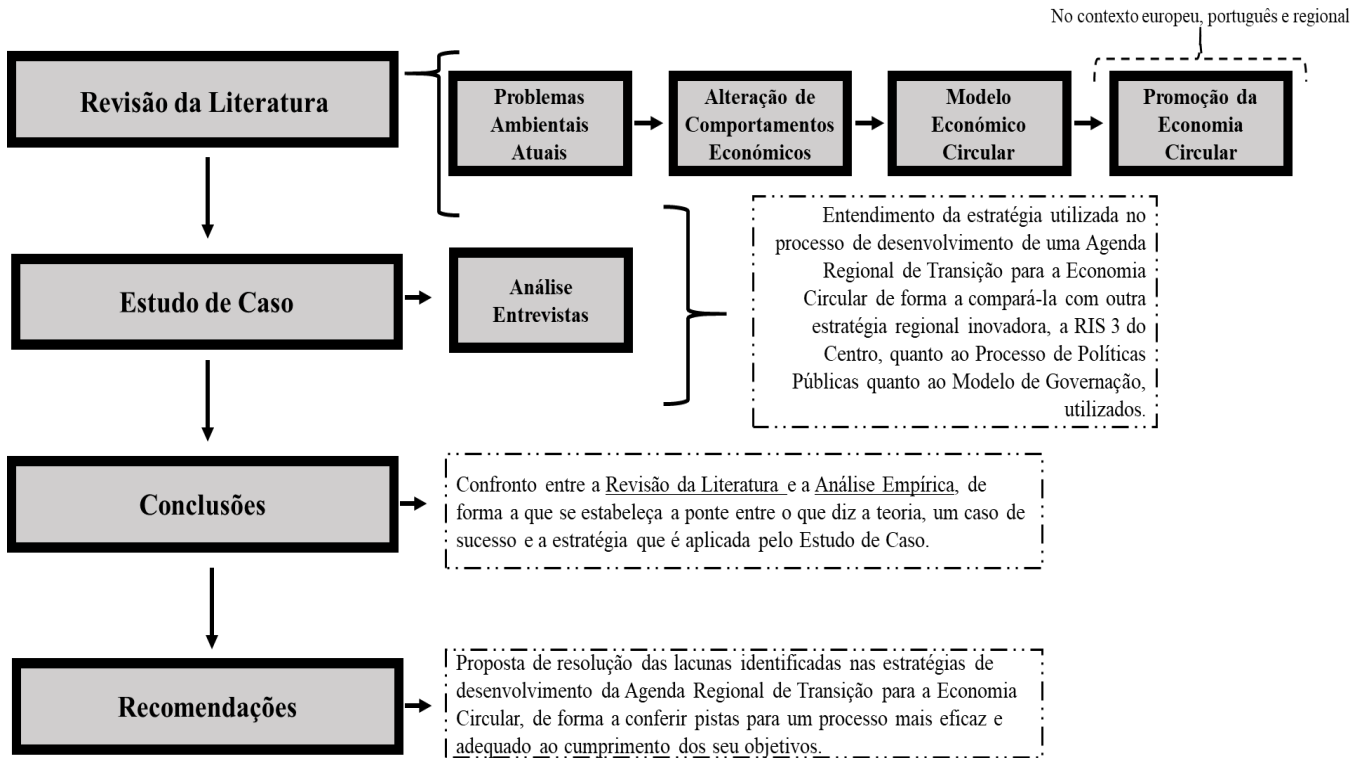 No contexto europeu, português e regional
Revisão da Literatura
Problemas
Ambientais
Atuais
Alteração de
Comportamentos
Económicos
Modelo
Económico
Circular
Promoção da
Economia
Circular
Estudo de Caso
Análise
Entrevistas
Entendimento da estratégia utilizada no
processo de desenvolvimento de uma Agenda
Regional de Transição para a Economia
Circular de forma a compará-la com outra
estratégia regional inovadora, a RIS 3 do
Centro, quanto ao Processo de Políticas
Públicas quanto ao Modelo de Governação,
utilizados.
Conclusões
Confronto entre a Revisão da Literatura e a Análise Empírica, de
forma a que se estabeleça a ponte entre o que diz a teoria, um caso de
sucesso e a estratégia que é aplicada pelo Estudo de Caso.
Recomendações
Proposta de resolução das lacunas identificadas nas estratégias de
desenvolvimento da Agenda Regional de Transição para a Economia
Circular, de forma a conferir pistas para um processo mais eficaz e
adequado ao cumprimento dos seu objetivos.